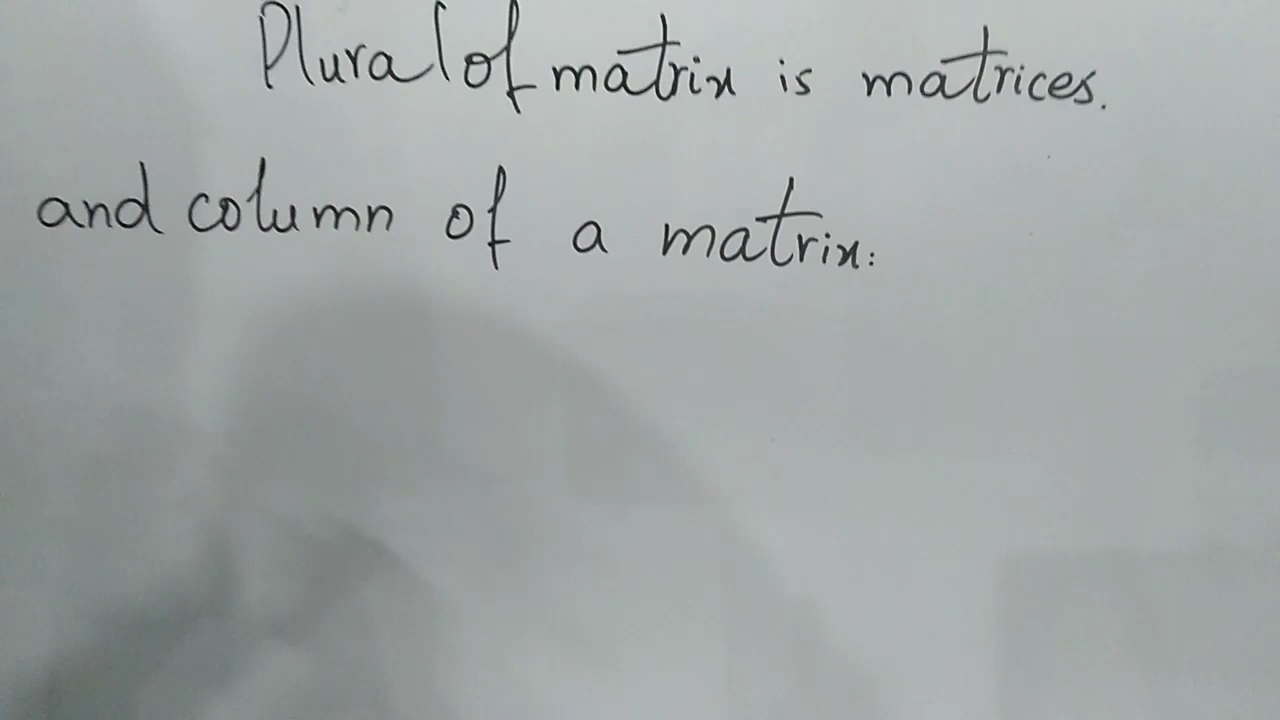 Plural of matrix is matrices.
and column of a matrix: